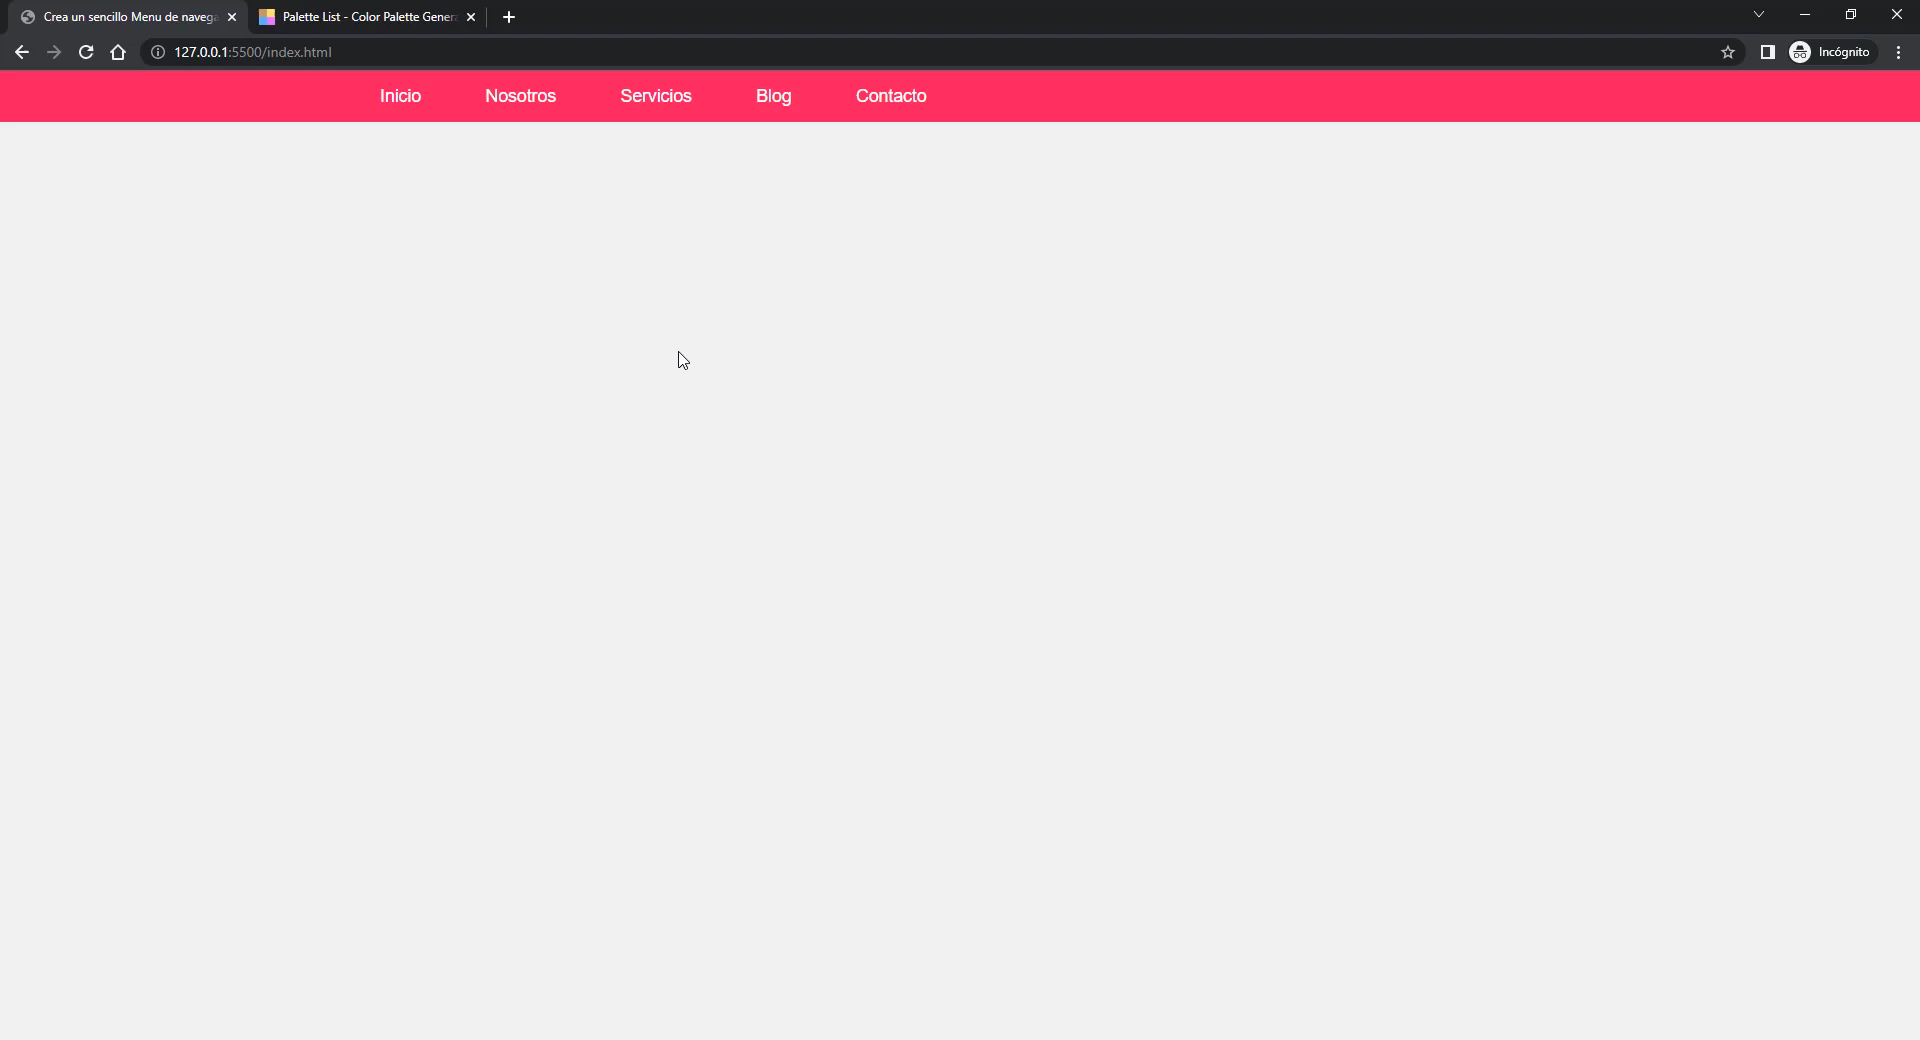 Crea un sencillo Menu de navega
Palette List - Color Palette Genera
127.0.0.1:5500/index.html
Incógnito
Inicio Nosotros Servicios Blog Contacto